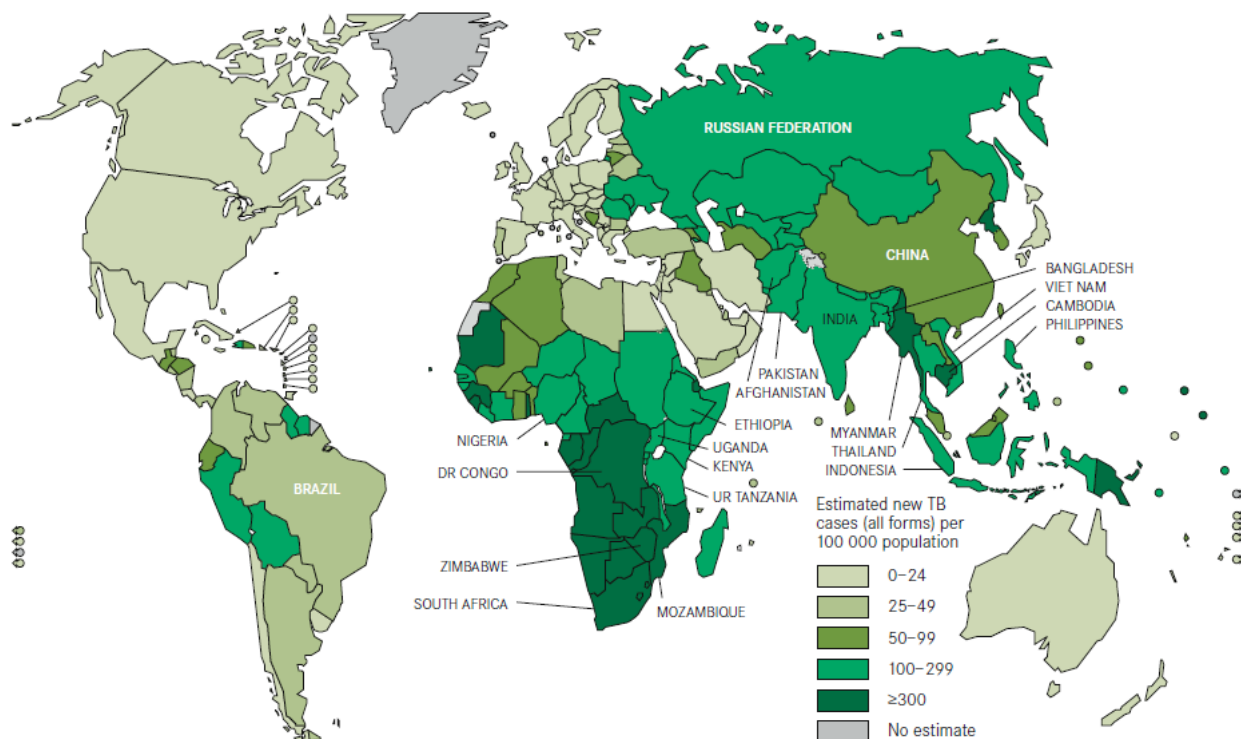 RUSSIAN FEDERATION
CHINA
BANGLADESH
VIET NAM
CAMBODIA
PHILIPPINES
INDIA
PAKISTAN
AFGHANISTAN
ETHIOPIA
NIGERIA
UGANDA
MYANMAR
THAILAND
INDONESIA
KENYA
DR CONGO
UR TANZANIA
BRAZIL
ZIMBABWE
SOUTH AFRICA
MOZAMBIQUE
Estimated new TB
cases (all forms) per
100 000 population
0–24
25–49
50–99
100–299
≥300
No estimate